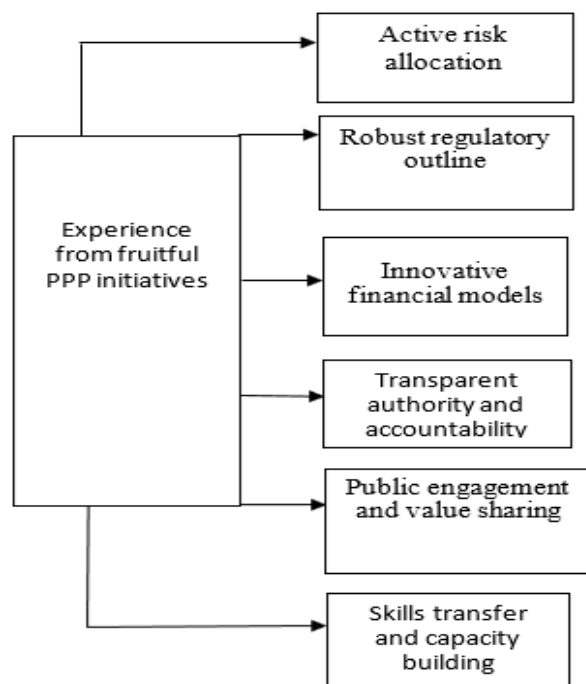 Active risk
allocation
Robust regulatory
outline
Experience
from fruitful
PPP initiatives
Innovative
financial models
Transparent
authority and
accountability
Public engagement
and value sharing
Skills transfer
and capacity
building